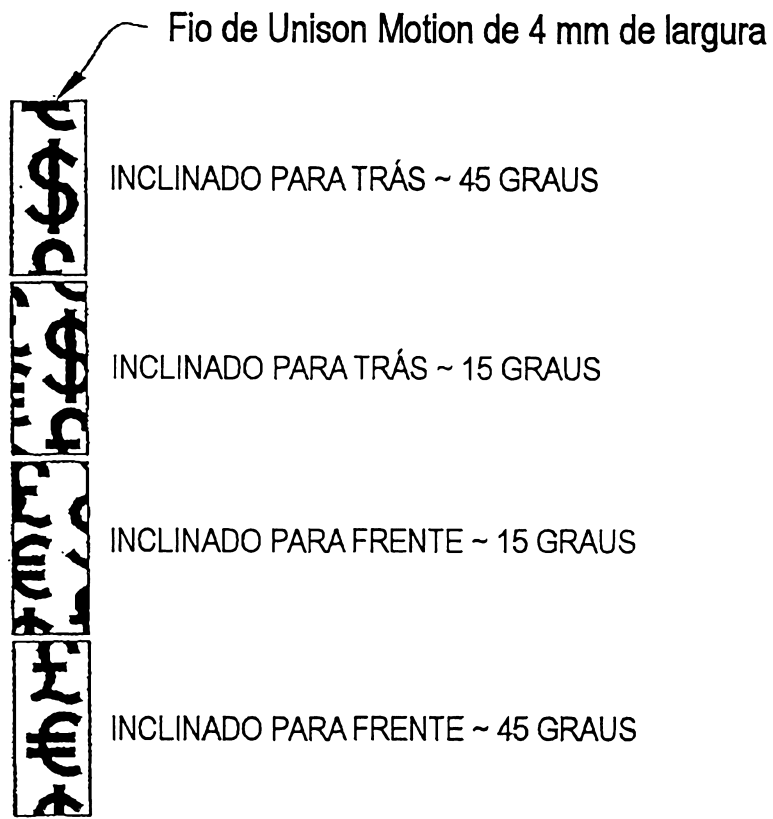 Fio de Unison Motion de 4 mm de largura
INCLINADO PARA TRÁS ~ 45 GRAUS
INCLINADO PARA TRÁS ~ 15 GRAUS
INCLINADO PARA FRENTE ~ 15 GRAUS
INCLINADO PARA FRENTE ~ 45 GRAUS